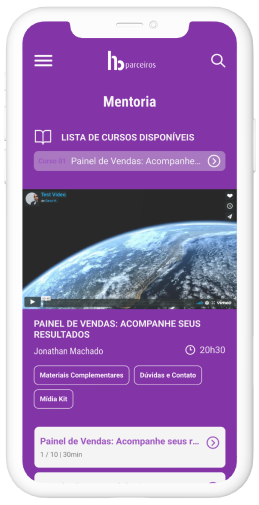 hb parceiros
Mentoria
LISTA DE CURSOS DISPONÍVEIS
Curso 01 Painel de Vendas: Acompanhe...
Test Video
vimeo
PAINEL DE VENDAS: ACOMPANHE SEUS
RESULTADOS
Jonathan Machado 20h30
Materiais Complementares Dúvidas e Contato
Mídia Kit
Painel de Vendas: Acompanhe seus r...
1 / 10 | 30min